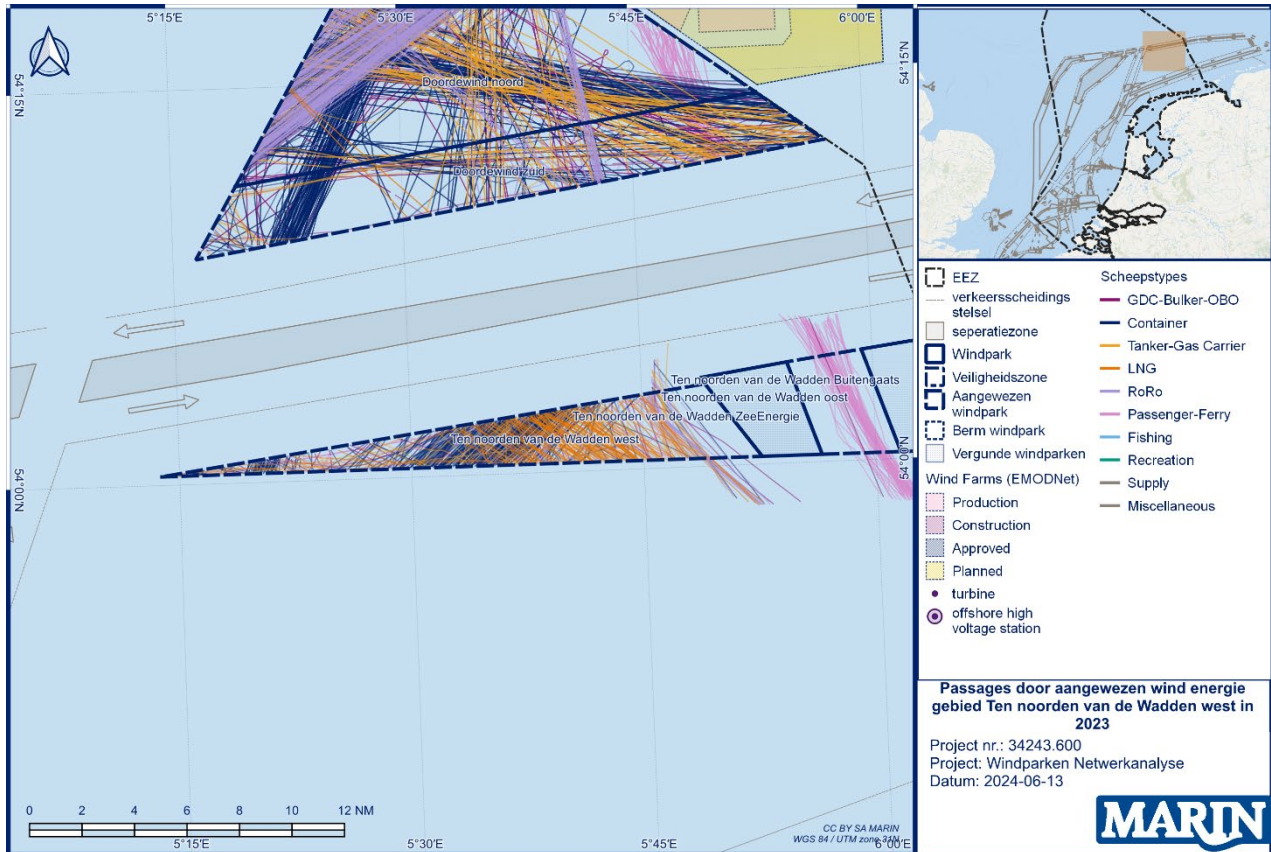 5°15'E
5°30'E
5°45'E
6°00'E
54°15'N
54°15'N
Doordewind noord
Doordewind zuid
Ten noorden van de Wadden Buitengaats
Ten noorden van de Wadden oost
Ten noorden van de Wadden ZeeEnergie
Ten noorden van de Wadden west
54°00'N
54°00'N
0 2 4 6 8 10 12 NM
5°15'E
5°30'E
5°45'E
6°00'E
CC BY SA MARIN
WGS 84 / UTM zone 31N
EEZ
verkeersscheidings
stelsel
seperatiezone
Windpark
Veiligheidszone
Aangewezen
windpark
Berm windpark
Vergunde windparken
Wind Farms (EMODNet)
Production
Construction
Approved
Planned
turbine
offshore high
voltage station
Scheepstypes
GDC-Bulker-OBO
Container
Tanker-Gas Carrier
LNG
RoRo
Passenger-Ferry
Fishing
Recreation
Supply
Miscellaneous
Passages door aangewezen wind energie
gebied Ten noorden van de Wadden west in
2023
Project nr.: 34243.600
Project: Windparken Netwerkanalyse
Datum: 2024-06-13
MARIN